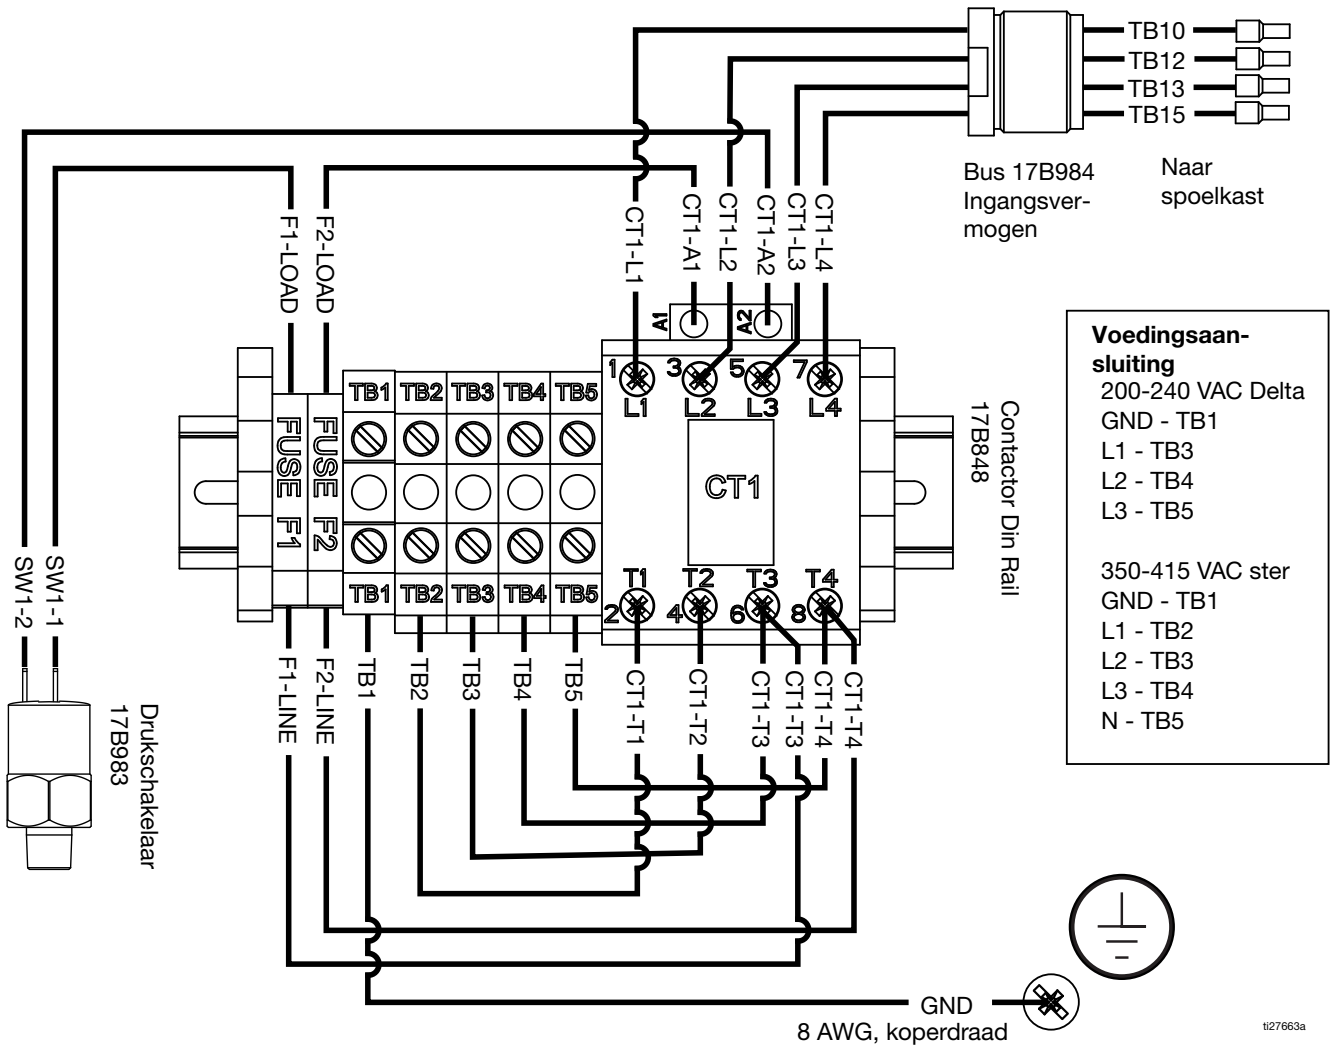 TB10
TB12
TB13
TB15
Bus 17B984
Ingangsver-
mogen
Naar
spoelkast
F1-LOAD
F2-LOAD
CT1-L1
CT1-A1
CT1-L2
CT1-A2
CT1-L3
CT1-L4
A1
A2
1
3
5
7
L1
L2
L3
L4
FUSE F1
FUSE F2
TB1
TB2
TB3
TB4
TB5
CT1
TB1
TB2
TB3
TB4
TB5
T1
T2
T3
T4
2
4
6
8
Contactor Din Rail
17B848
Voedingsaan-
sluiting
200-240 VAC Delta
GND - TB1
L1 - TB3
L2 - TB4
L3 - TB5
350-415 VAC ster
GND - TB1
L1 - TB2
L2 - TB3
L3 - TB4
N - TB5
SW1-2
SW1-1
F1-LINE
F2-LINE
TB1
TB2
TB3
TB4
TB5
CT1-T1
CT1-T2
CT1-T3
CT1-T3
CT1-T4
CT1-T4
Drukschakelaar
17B983
GND
8 AWG, koperdraad
ti27663a